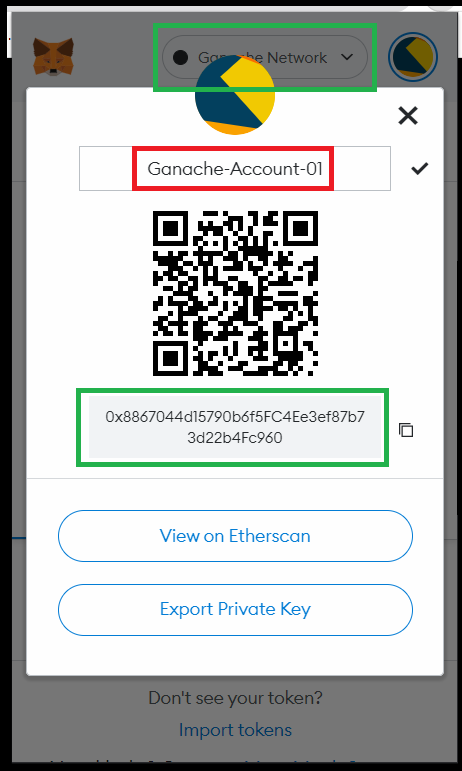 Ganache Network
Ganache-Account-01
0x8867044d15790b6f5FC4Ee3ef87b7
3d22b4Fc960
View on Etherscan
Export Private Key
Don't see your token?
Import tokens